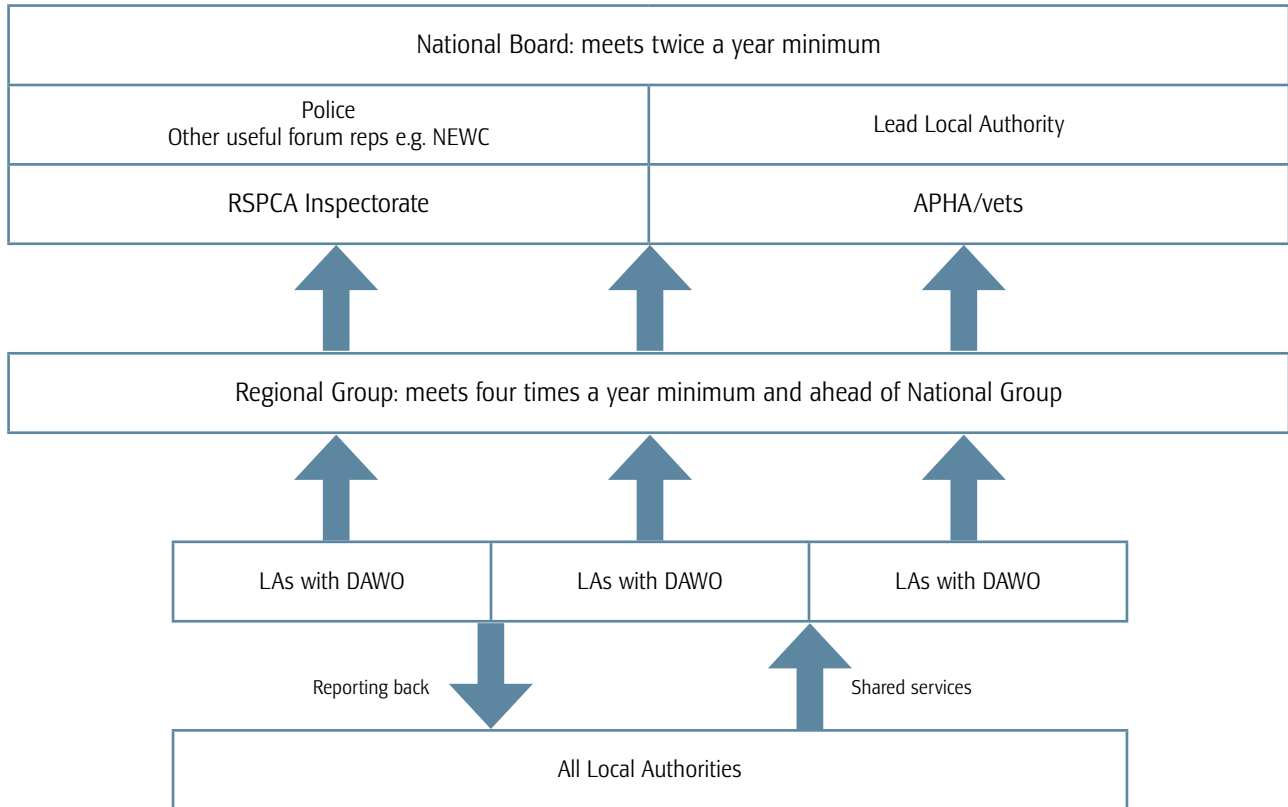 National Board: meets twice a year minimum
Police
Other useful forum reps e.g. NEWC
Lead Local Authority
RSPCA Inspectorate
APHA/vets
Regional Group: meets four times a year minimum and ahead of National Group
LAs with DAWO
LAs with DAWO
LAs with DAWO
Reporting back
Shared services
All Local Authorities